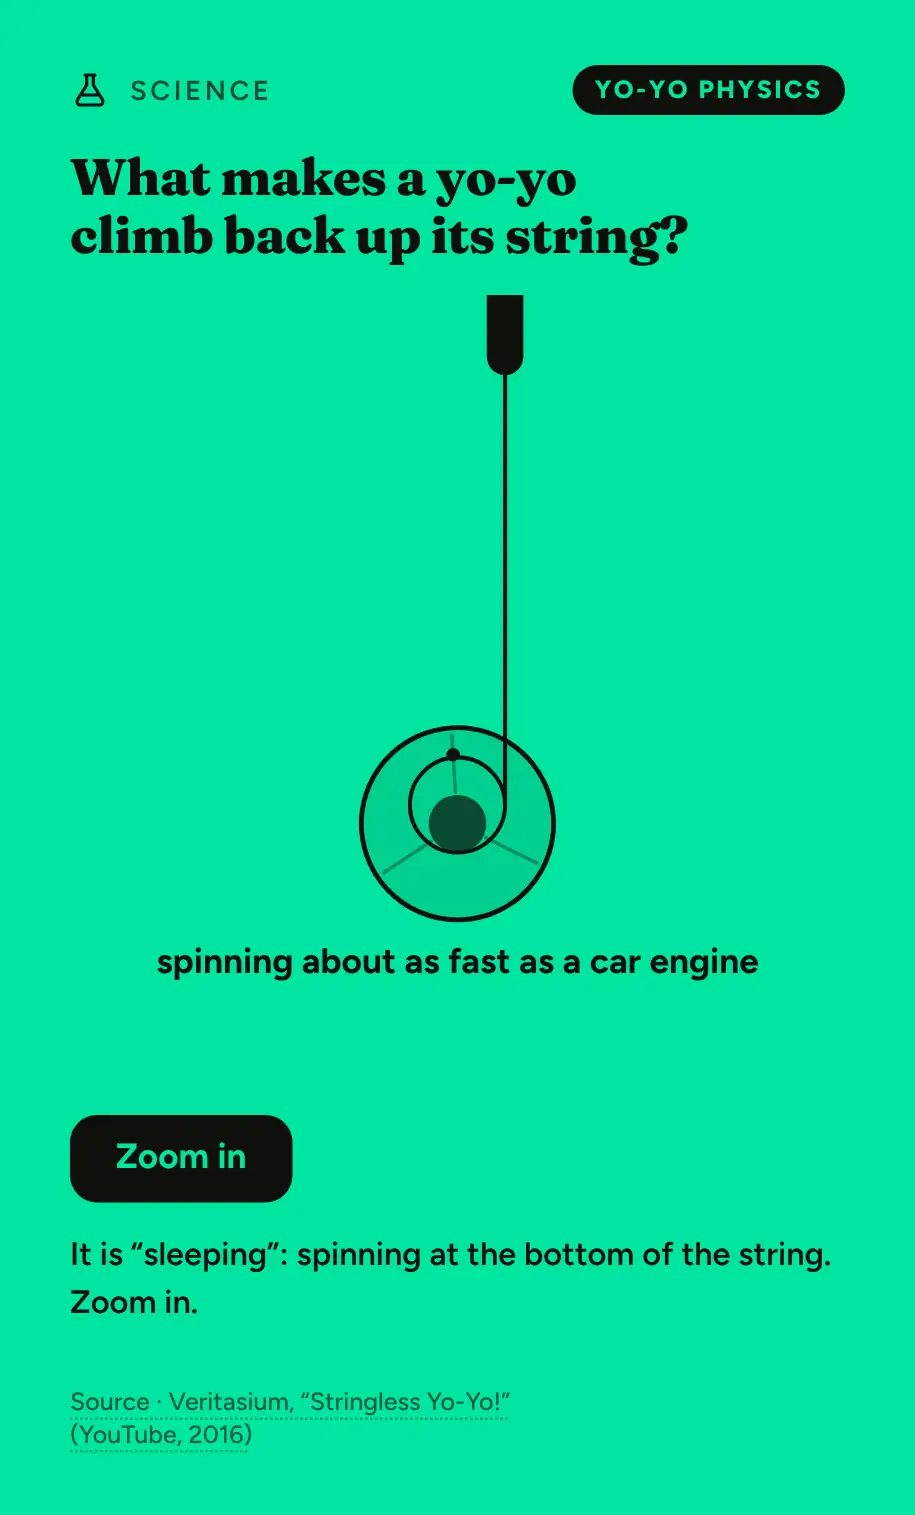 SCIENCE
YO-YO PHYSICS
What makes a yo-yo
climb back up its string?
spinning about as fast as a car engine
Zoom in
It is “sleeping”: spinning at the bottom of the string.
Zoom in.
Source · Veritasium, “Stringless Yo-Yo!”
(YouTube, 2016)